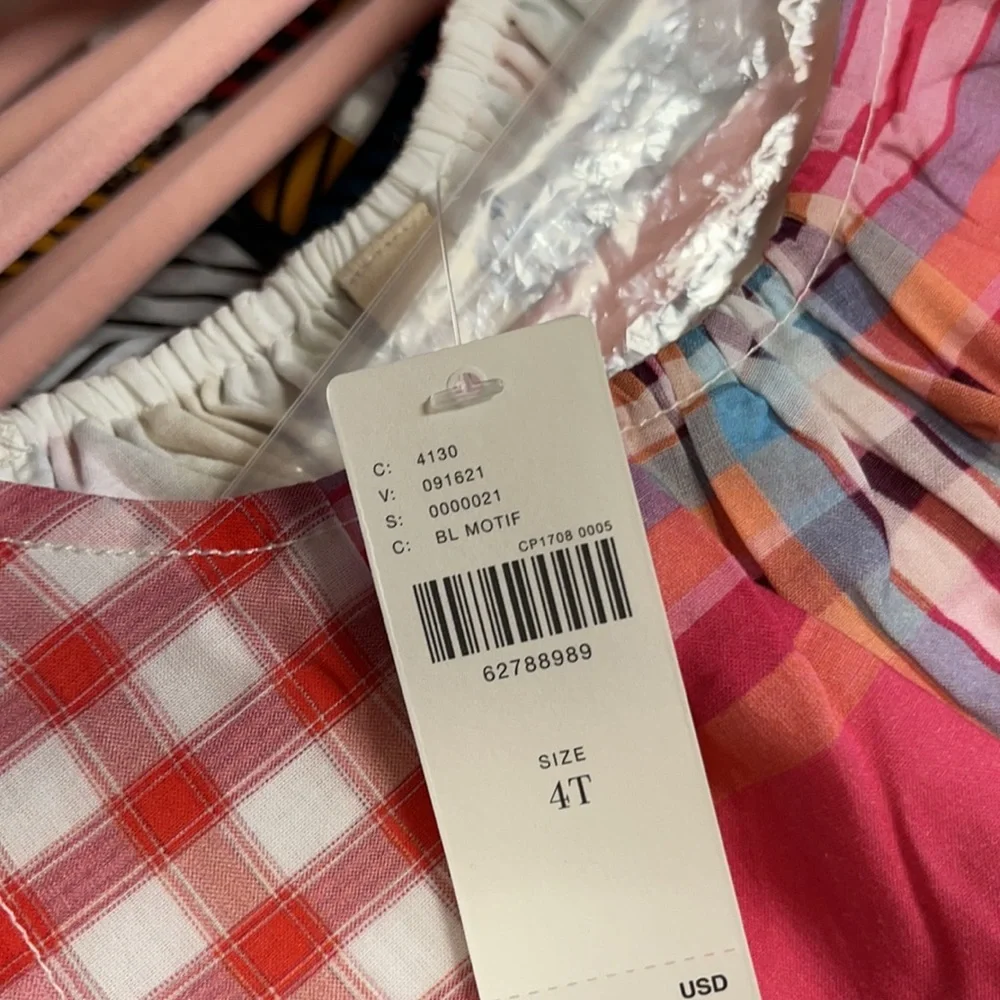 C: 4130
V: 091621
S: 0000021
C: BL MOTIF
CP1708 0005
62788989
SIZE
4T
USD